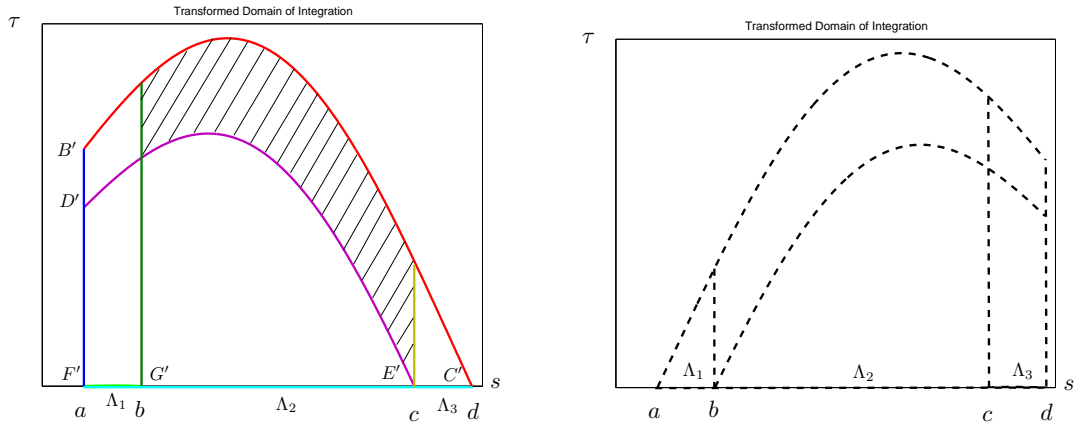 Transformed Domain of Integration
τ
B′
D′
F′
G′
E′
C′
s
Λ₁
Λ₂
Λ₃
a
b
c
d
Transformed Domain of Integration
τ
Λ₁
Λ₂
Λ₃
s
a
b
c
d